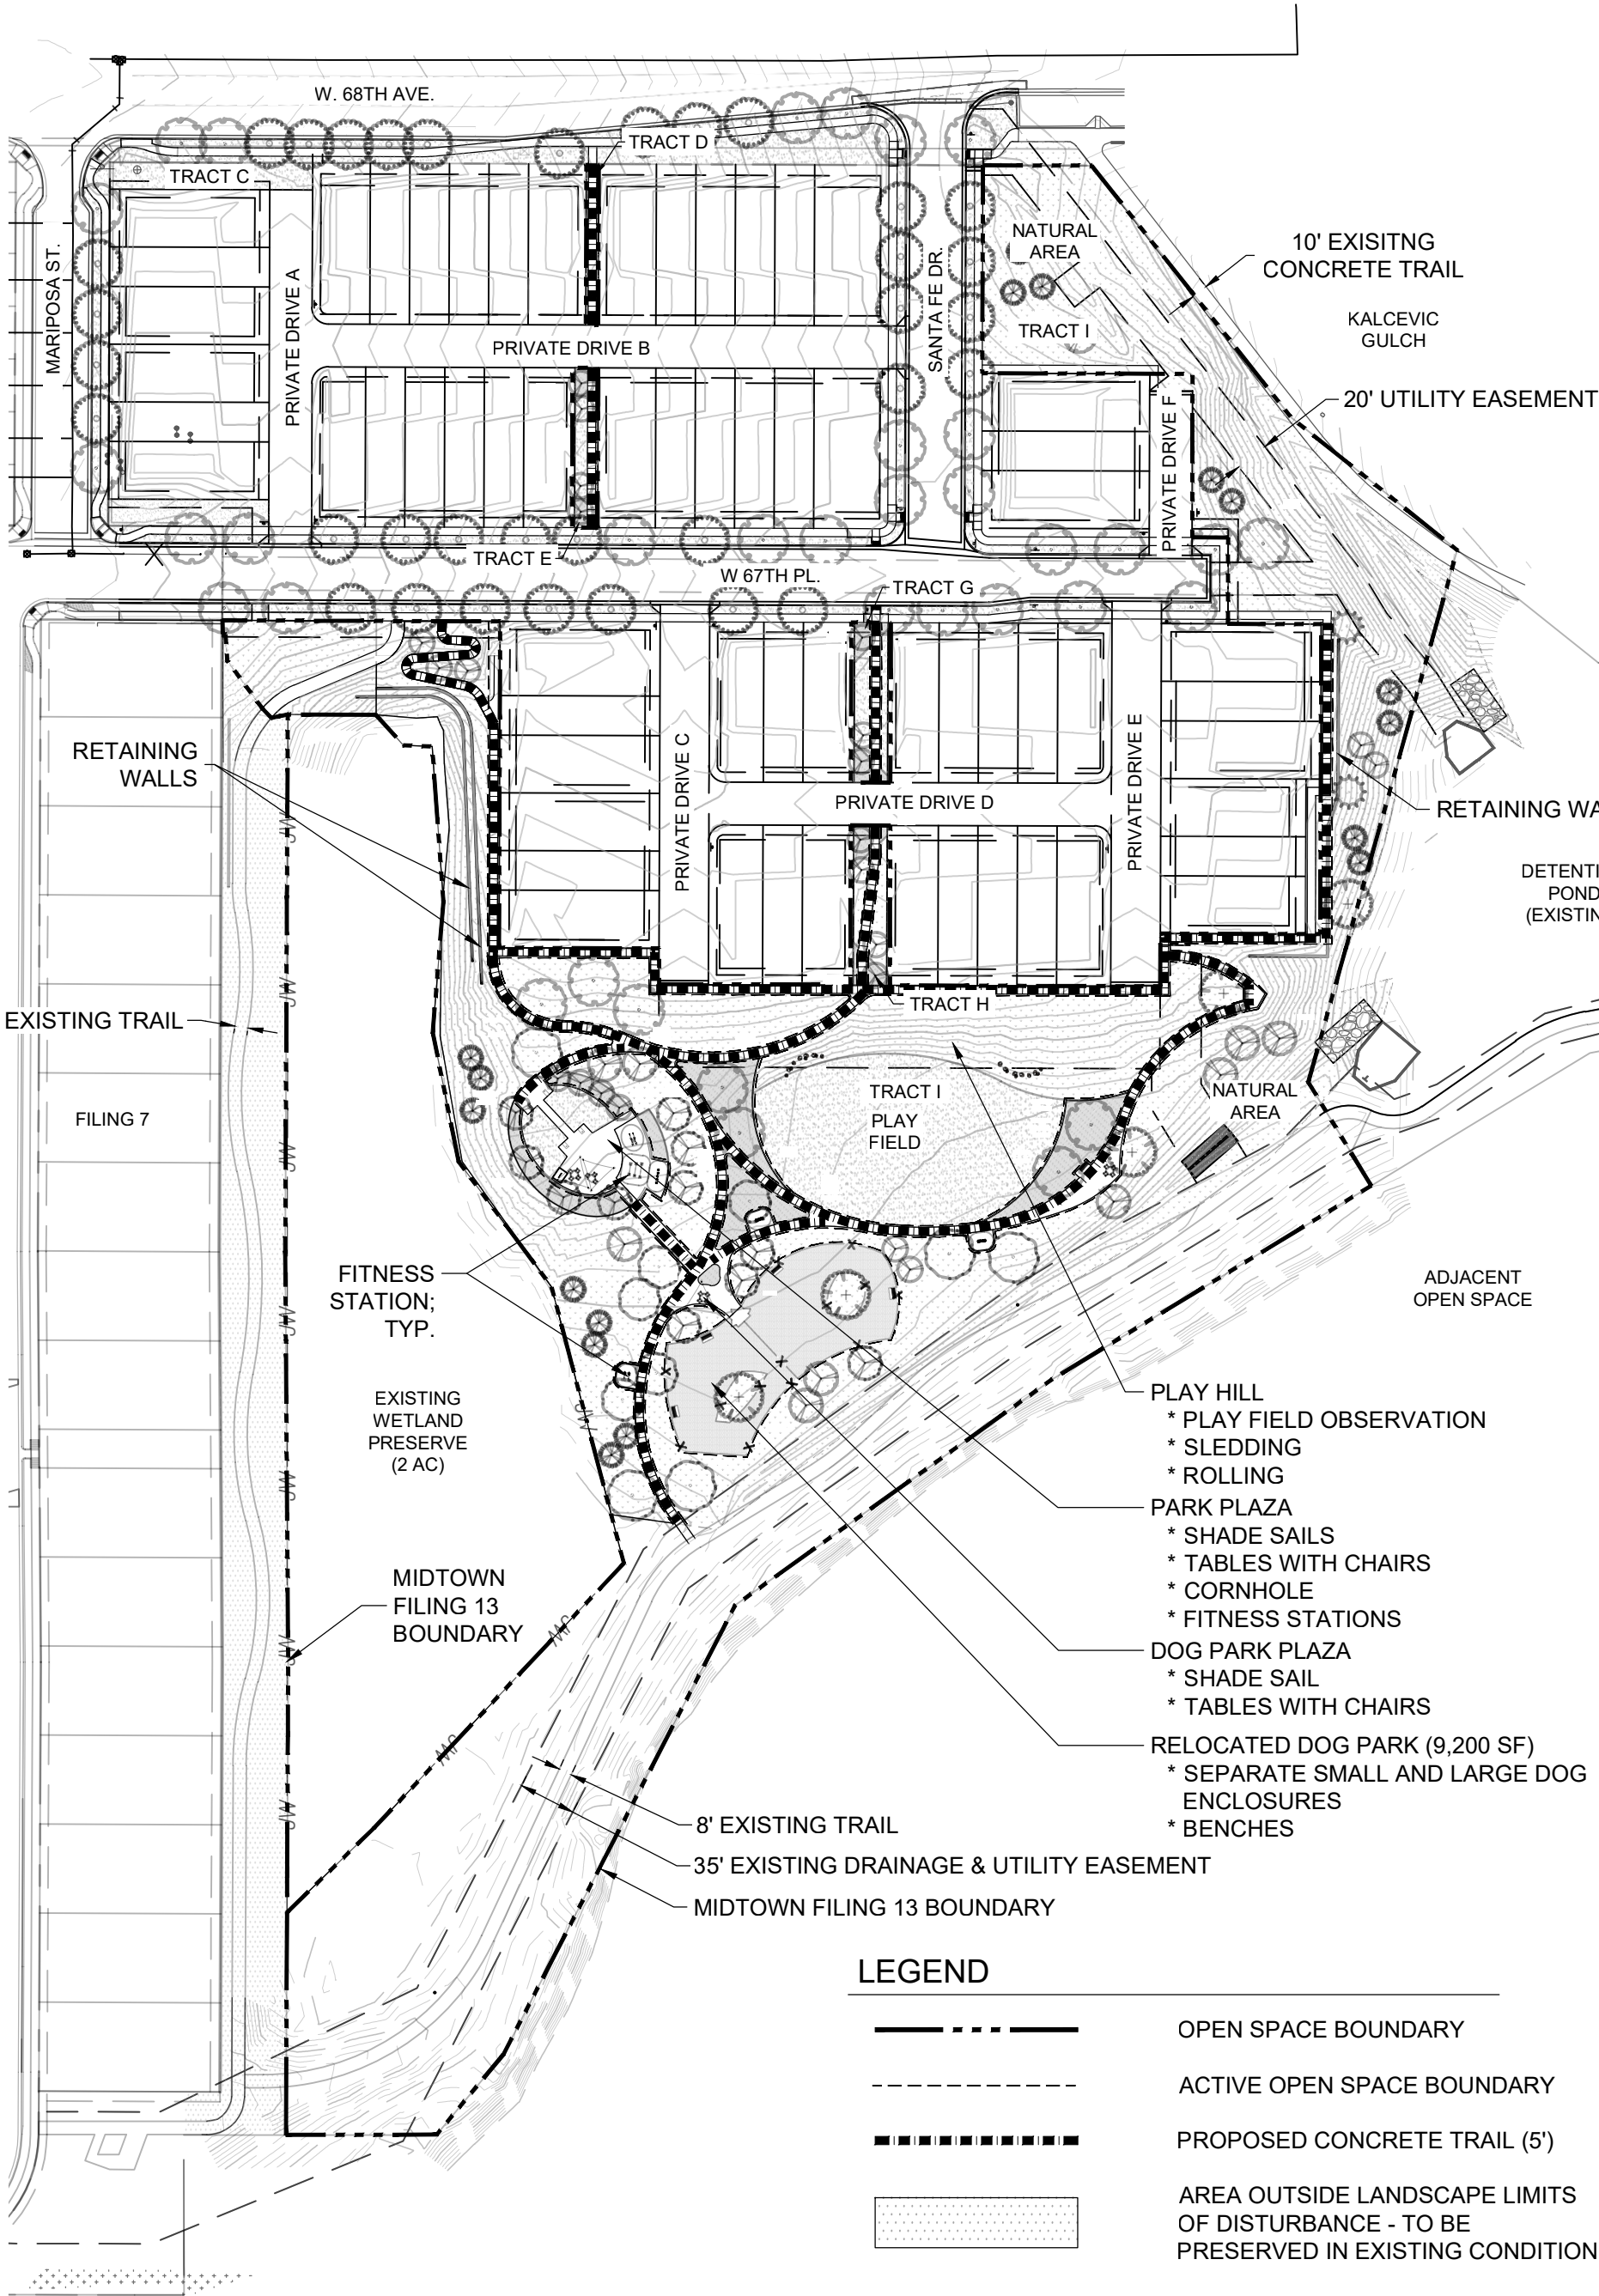 W. 68TH AVE.
TRACT D
TRACT C
MARIPOSA ST.
PRIVATE DRIVE A
PRIVATE DRIVE B
SANTA FE DR.
NATURAL
AREA
TRACT I
10' EXISITNG
CONCRETE TRAIL
KALCEVIC
GULCH
20' UTILITY EASEMENT
PRIVATE DRIVE F
TRACT E
W 67TH PL.
TRACT G
RETAINING
WALLS
PRIVATE DRIVE C
PRIVATE DRIVE D
PRIVATE DRIVE E
RETAINING WA
DETENTI
POND
(EXISTIN
TRACT H
EXISTING TRAIL
FILING 7
TRACT I
PLAY
FIELD
NATURAL
AREA
FITNESS
STATION;
TYP.
ADJACENT
OPEN SPACE
EXISTING
WETLAND
PRESERVE
(2 AC)
PLAY HILL
* PLAY FIELD OBSERVATION
* SLEDDING
* ROLLING
PARK PLAZA
* SHADE SAILS
* TABLES WITH CHAIRS
* CORNHOLE
* FITNESS STATIONS
DOG PARK PLAZA
* SHADE SAIL
* TABLES WITH CHAIRS
RELOCATED DOG PARK (9,200 SF)
* SEPARATE SMALL AND LARGE DOG
ENCLOSURES
* BENCHES
MIDTOWN
FILING 13
BOUNDARY
8' EXISTING TRAIL
35' EXISTING DRAINAGE & UTILITY EASEMENT
MIDTOWN FILING 13 BOUNDARY
LEGEND
OPEN SPACE BOUNDARY
ACTIVE OPEN SPACE BOUNDARY
PROPOSED CONCRETE TRAIL (5')
AREA OUTSIDE LANDSCAPE LIMITS
OF DISTURBANCE - TO BE
PRESERVED IN EXISTING CONDITION